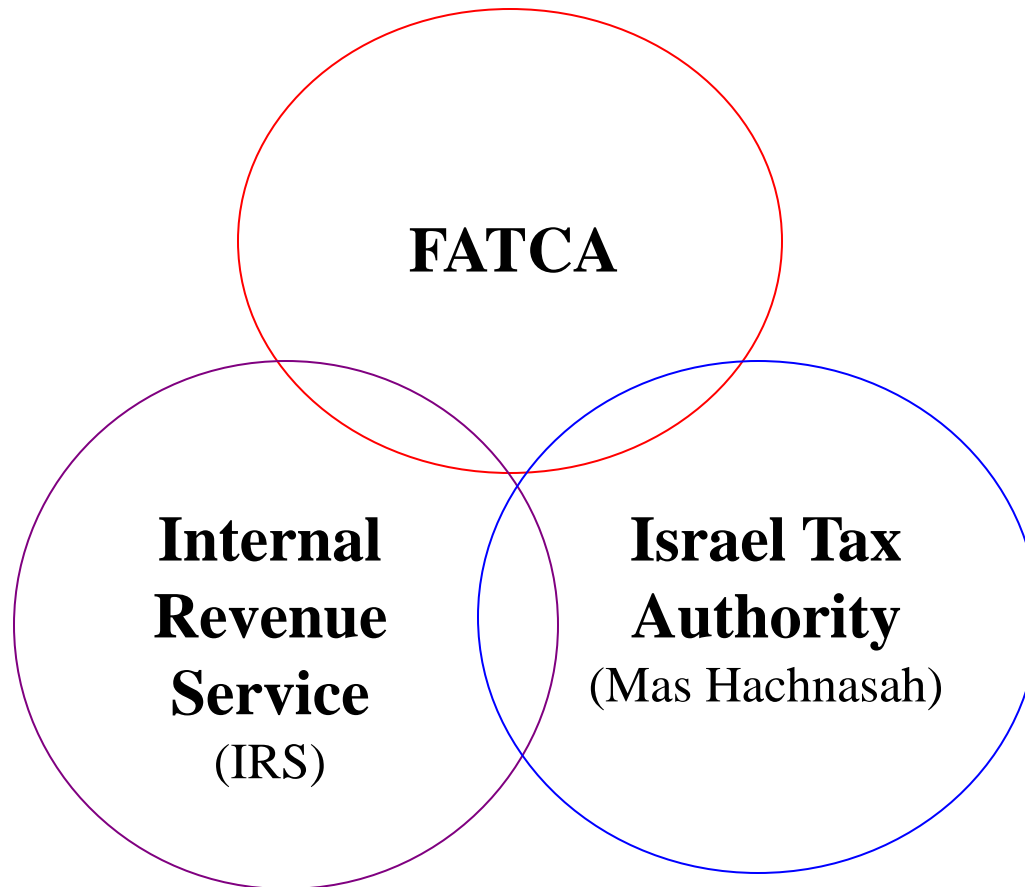 FATCA
Internal
Revenue
Service
(IRS)
Israel Tax
Authority
(Mas Hachnasah)